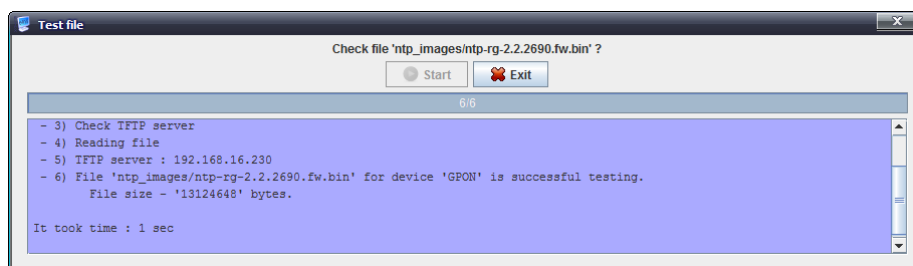 Test file
Check file 'ntp_images/ntp-rg-2.2.2690.fw.bin' ?
Start Exit
6/6
- 3) Check TFTP server
- 4) Reading file
- 5) TFTP server : 192.168.16.230
- 6) File 'ntp_images/ntp-rg-2.2.2690.fw.bin' for device 'GPON' is successful testing.
File size - '13124648' bytes.
It took time : 1 sec